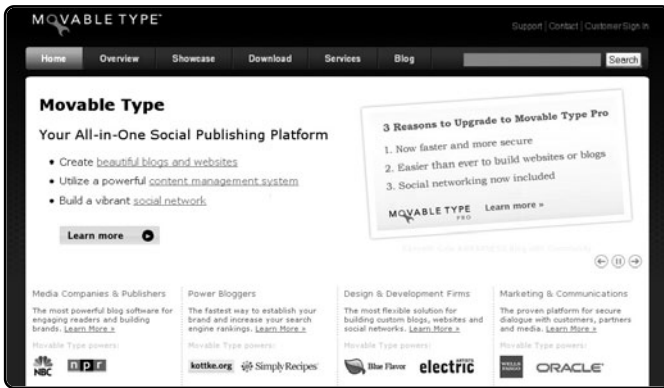 MOVABLE TYPE
Support | Contact | Customer Sign In
Home Overview Showcase Download Services Blog
Search
Movable Type
Your All-in-One Social Publishing Platform
• Create beautiful blogs and websites
• Utilize a powerful content management system
• Build a vibrant social network
Learn more
3 Reasons to Upgrade to Movable Type Pro
1. Now faster and more secure
2. Easier than ever to build websites or blogs
3. Social networking now included
MOVABLE TYPE PRO Learn more »
Media Companies & Publishers
The most powerful blog software for
engaging readers and building
brands. Learn More »
Movable Type powers:
NBC npr
Power Bloggers
The fastest way to establish your
brand and increase your search
engine rankings. Learn More »
Movable Type powers:
kottke.org Simply Recipes
Design & Development Firms
The most flexible solution for
building custom blogs, websites and
social networks. Learn More »
Movable Type powers:
Blue Flavor electric ARTISTS
Marketing & Communications
The proven platform for secure
dialogue with customers, partners
and media. Learn More »
Movable Type powers:
WELLS FARGO ORACLE